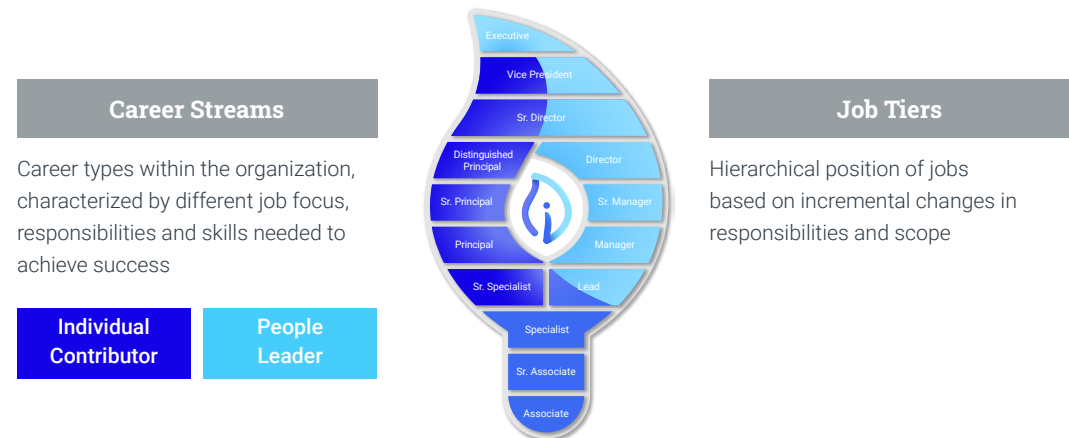 Career Streams
Career types within the organization,
characterized by different job focus,
responsibilities and skills needed to
achieve success
Individual
Contributor
People
Leader
Executive
Vice President
Sr. Director
Distinguished
Principal
Director
Sr. Principal
Sr. Manager
Principal
Manager
Sr. Specialist
Lead
Specialist
Sr. Associate
Associate
Job Tiers
Hierarchical position of jobs
based on incremental changes in
responsibilities and scope